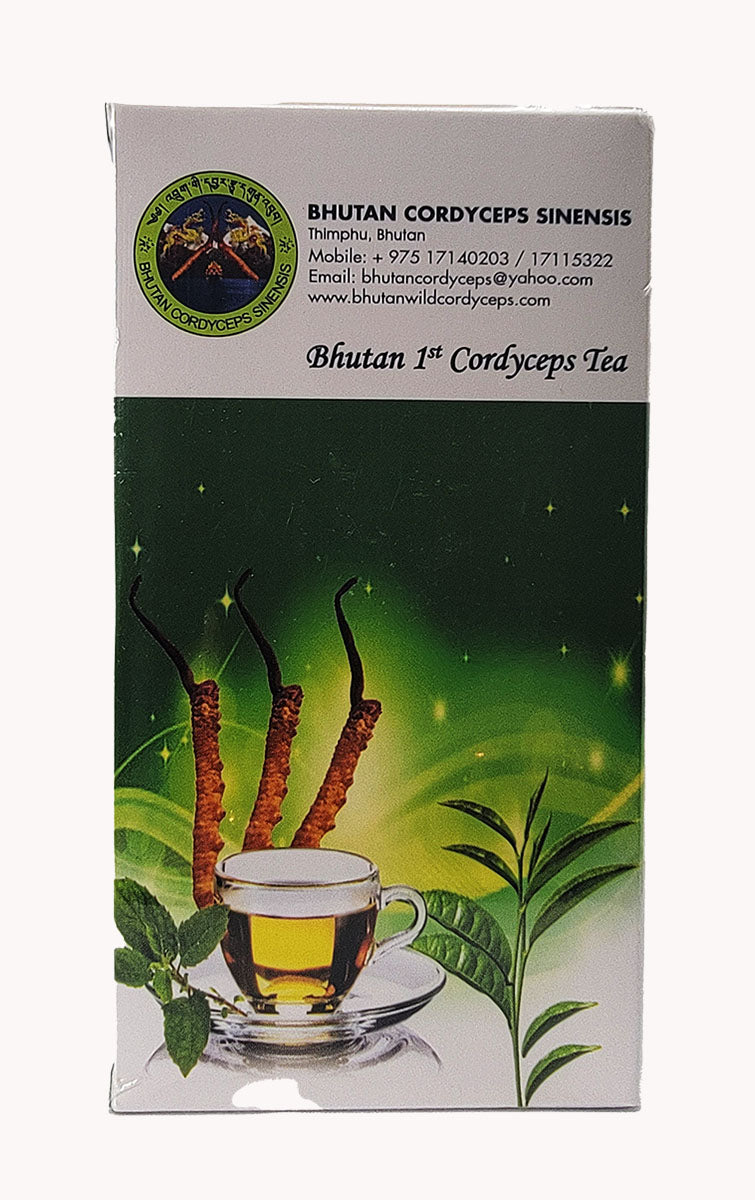 BHUTAN CORDYCEPS SINENSIS
BHUTAN CORDYCEPS SINENSIS
Thimphu, Bhutan
Mobile: + 975 17140203 / 17115322
Email: bhutancordyceps@yahoo.com
www.bhutanwildcordyceps.com
Bhutan 1st Cordyceps Tea